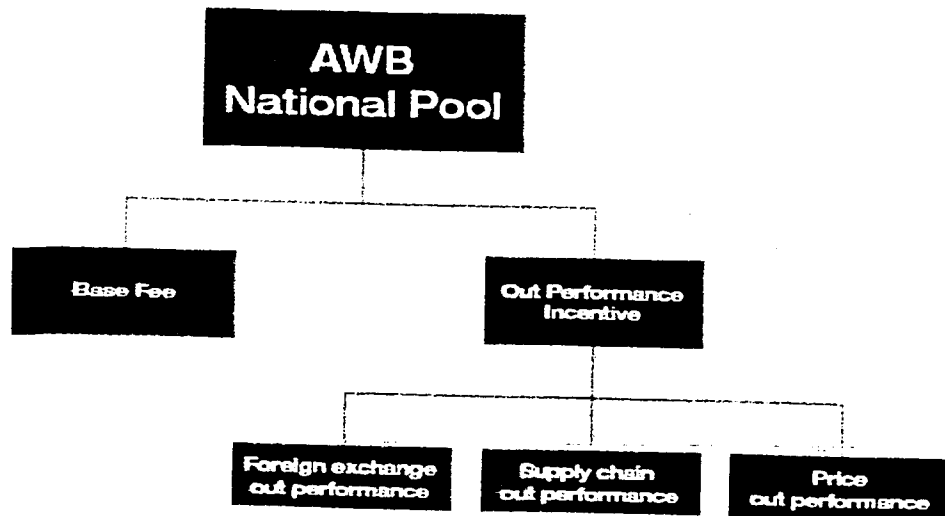 AWB
National Pool
Base Fee
Out Performance
Incentive
Foreign exchange
out performance
Supply chain
out performance
Price
out performance